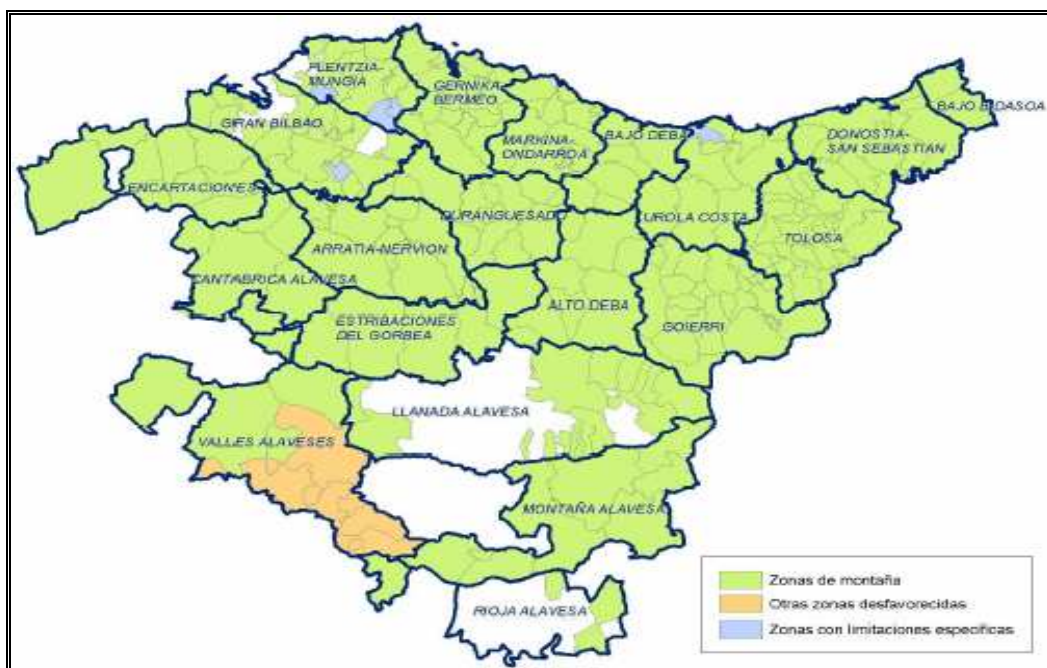 PLENTZIA-
MUNGIA
GERNIKA-
BERMEO
BAJO BIDASOA
GRAN BILBAO
MARKINA-
ONDARROA
BAJO DEBA
DONOSTIA-
SAN SEBASTIAN
ENCARTACIONES
DURANGUESADO
UROLA COSTA
TOLOSA
ARRATIA-NERVION
CANTABRICA ALAVESA
ESTRIBACIONES
DEL GORBEA
ALTO DEBA
GOIERRI
LLANADA ALAVESA
VALLES ALAVESES
MONTAÑA ALAVESA
RIOJA ALAVESA
Zonas de montaña
Otras zonas desfavorecidas
Zonas con limitaciones especificas